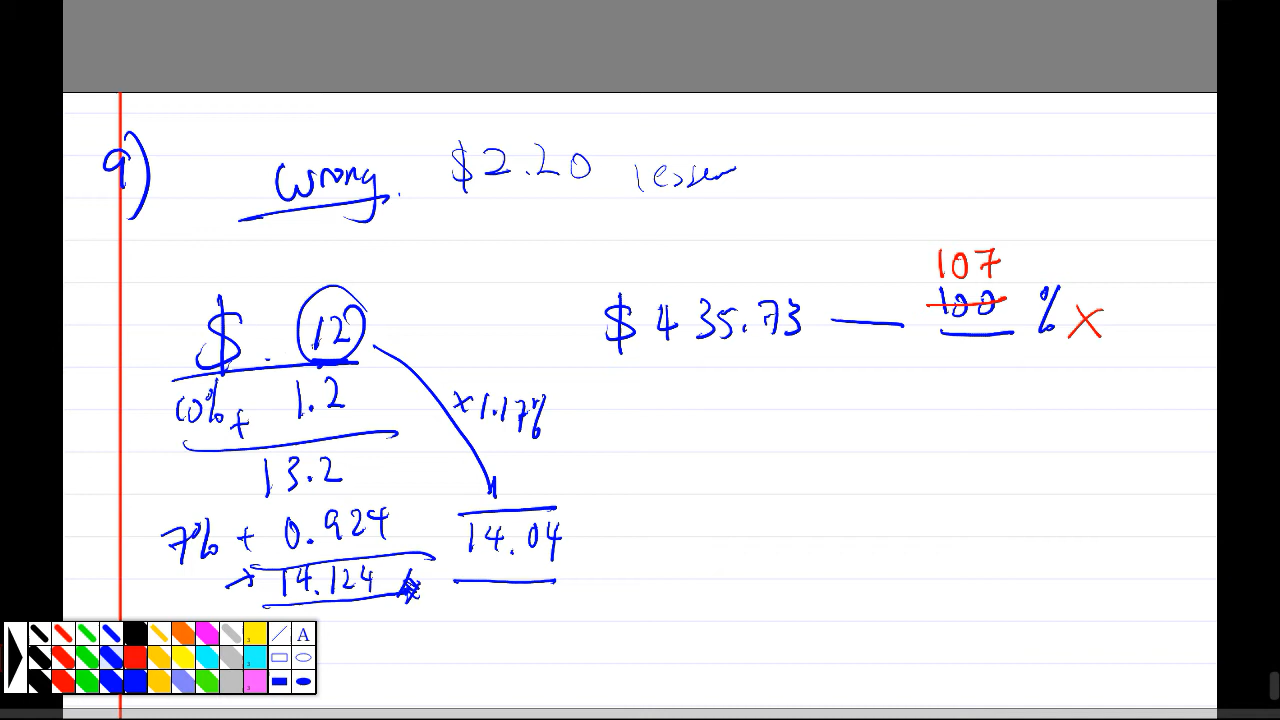 9) Wrong. $2.20 lesser
107
$435.73 — 100 % X
$. 12
10% + 1.2
x1.17%
13.2
7% + 0.924
14.04
→ 14.124
A